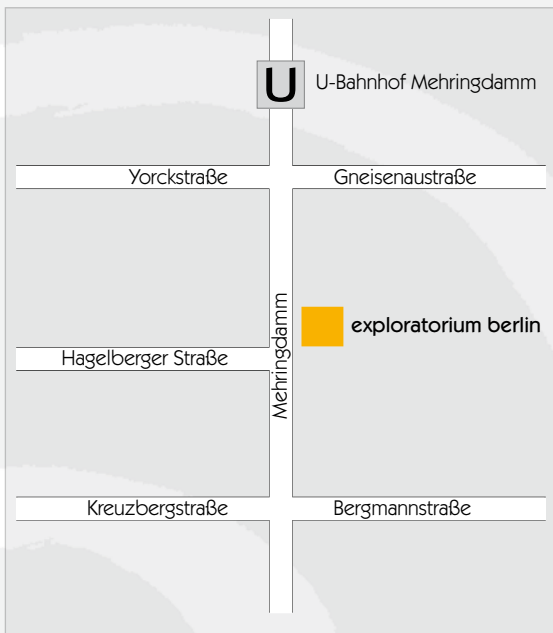 U
U-Bahnhof Mehringdamm
Yorckstraße
Gneisenaustraße
Mehringdamm
exploratorium berlin
Hagelberger Straße
Kreuzbergstraße
Bergmannstraße